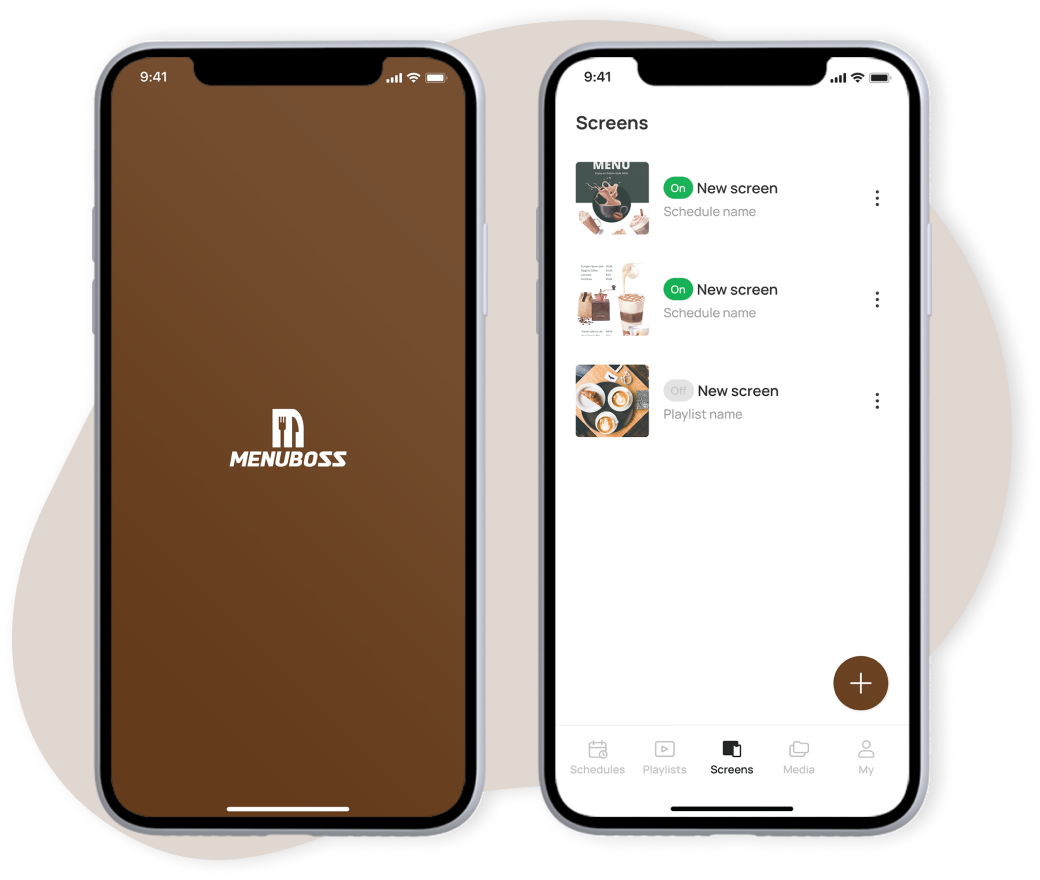 9:41
MENUBOSS
9:41
Screens
MENU
On New screen
Schedule name
On New screen
Schedule name
Off New screen
Playlist name
Schedules
Playlists
Screens
Media
My